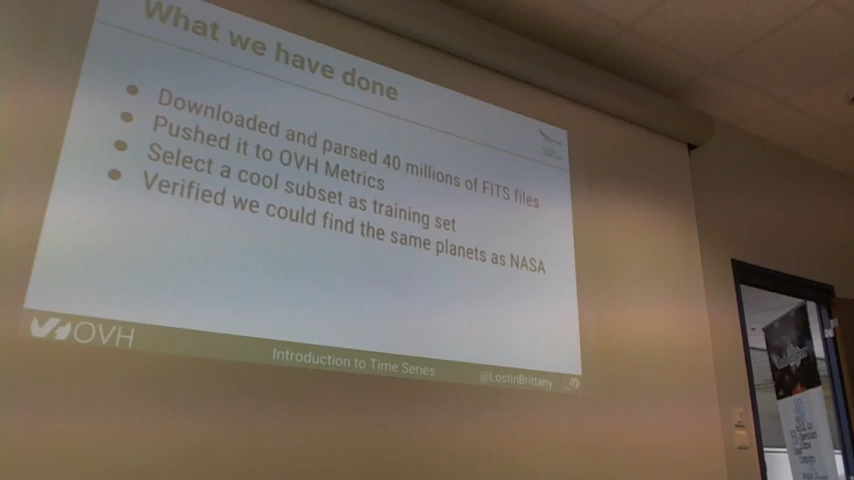 What we have done
Downloaded and parsed 40 millions of FITS files
Pushed it to OVH Metrics
Select a cool subset as training set
Verified we could find the same planets as NASA
OVH
Introduction to Time Series
@LostInBrittany